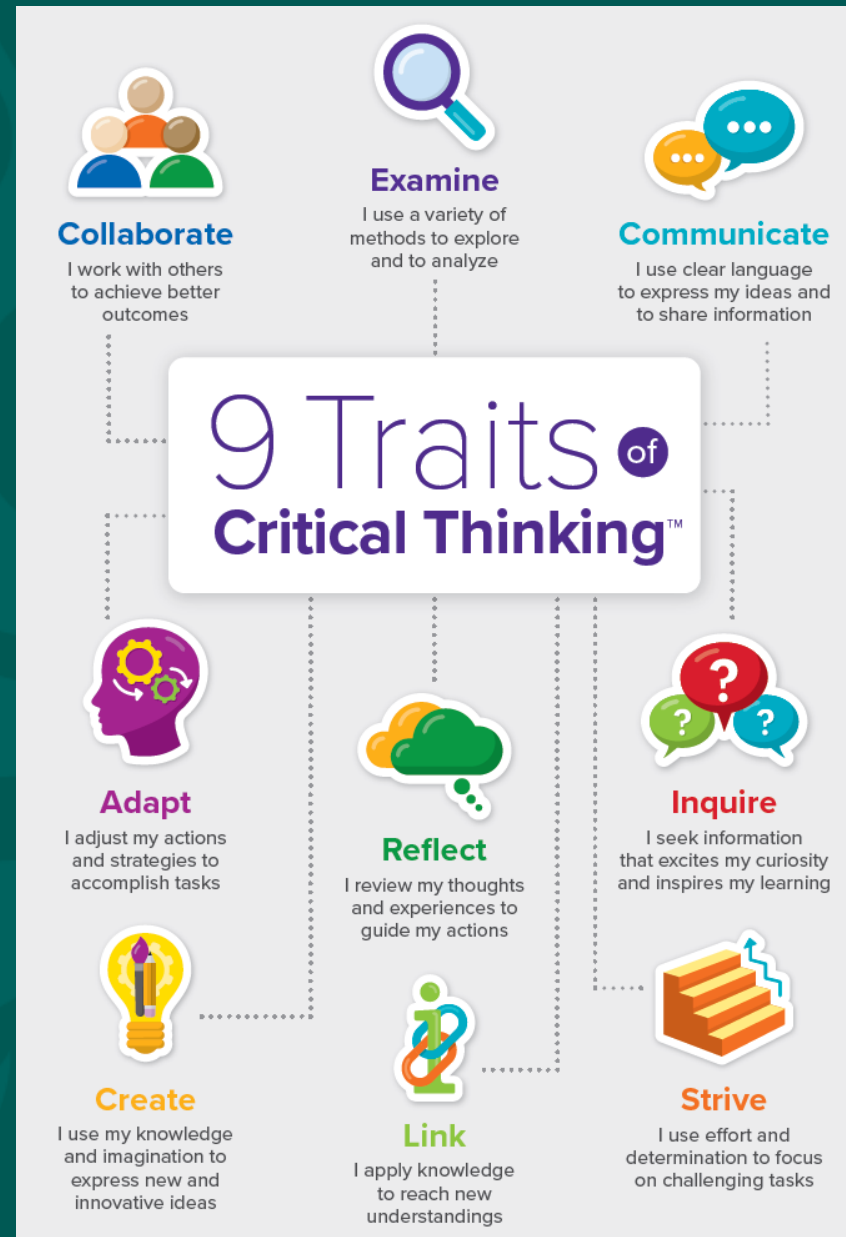 Collaborate
I work with others
to achieve better
outcomes
Examine
I use a variety of
methods to explore
and to analyze
Communicate
I use clear language
to express my ideas and
to share information
9 Traits of
Critical Thinking™
Adapt
I adjust my actions
and strategies to
accomplish tasks
Reflect
I review my thoughts
and experiences to
guide my actions
? ? ?
Inquire
I seek information
that excites my curiosity
and inspires my learning
Create
I use my knowledge
and imagination to
express new and
innovative ideas
i
Link
I apply knowledge
to reach new
understandings
Strive
I use effort and
determination to focus
on challenging tasks